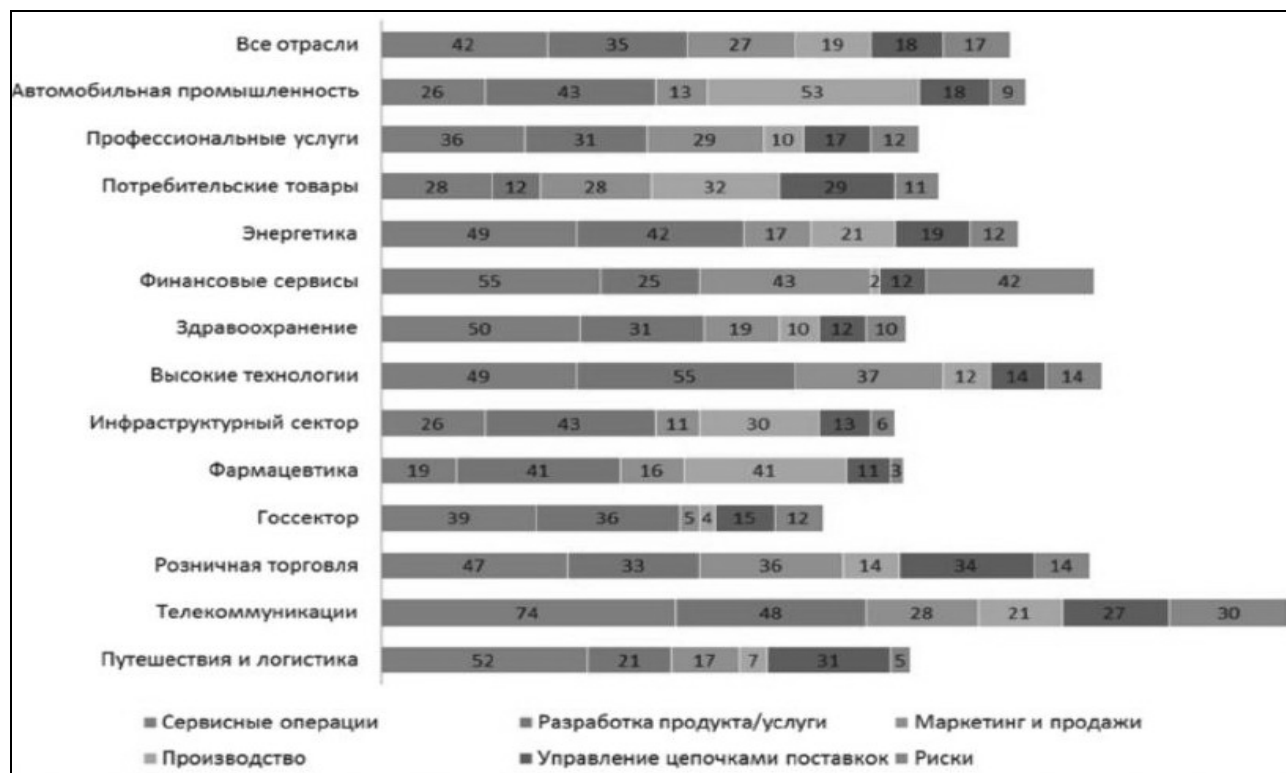 Все отрасли 42 35 27 19 18 17
Автомобильная промышленность 26 43 13 53 18 9
Профессиональные услуги 36 31 29 10 17 12
Потребительские товары 28 12 28 32 29 11
Энергетика 49 42 17 21 19 12
Финансовые сервисы 55 25 43 2 12 42
Здравоохранение 50 31 19 10 12 10
Высокие технологии 49 55 37 12 14 14
Инфраструктурный сектор 26 43 11 30 13 6
Фармацевтика 19 41 16 41 11 3
Госсектор 39 36 5 4 15 12
Розничная торговля 47 33 36 14 34 14
Телекоммуникации 74 48 28 21 27 30
Путешествия и логистика 52 21 17 7 31 5
Сервисные операции Разработка продукта/услуги Маркетинг и продажи
Производство Управление цепочками поставкок Риски